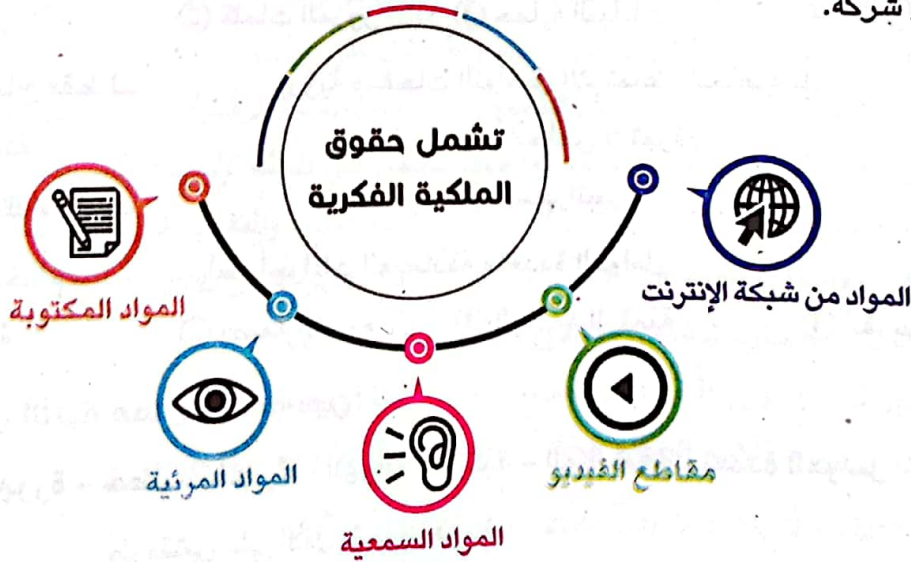 شركة.
تشمل حقوق
الملكية الفكرية
المواد من شبكة الإنترنت
مقاطع الفيديو
المواد السمعية
المواد المرئية
المواد المكتوبة